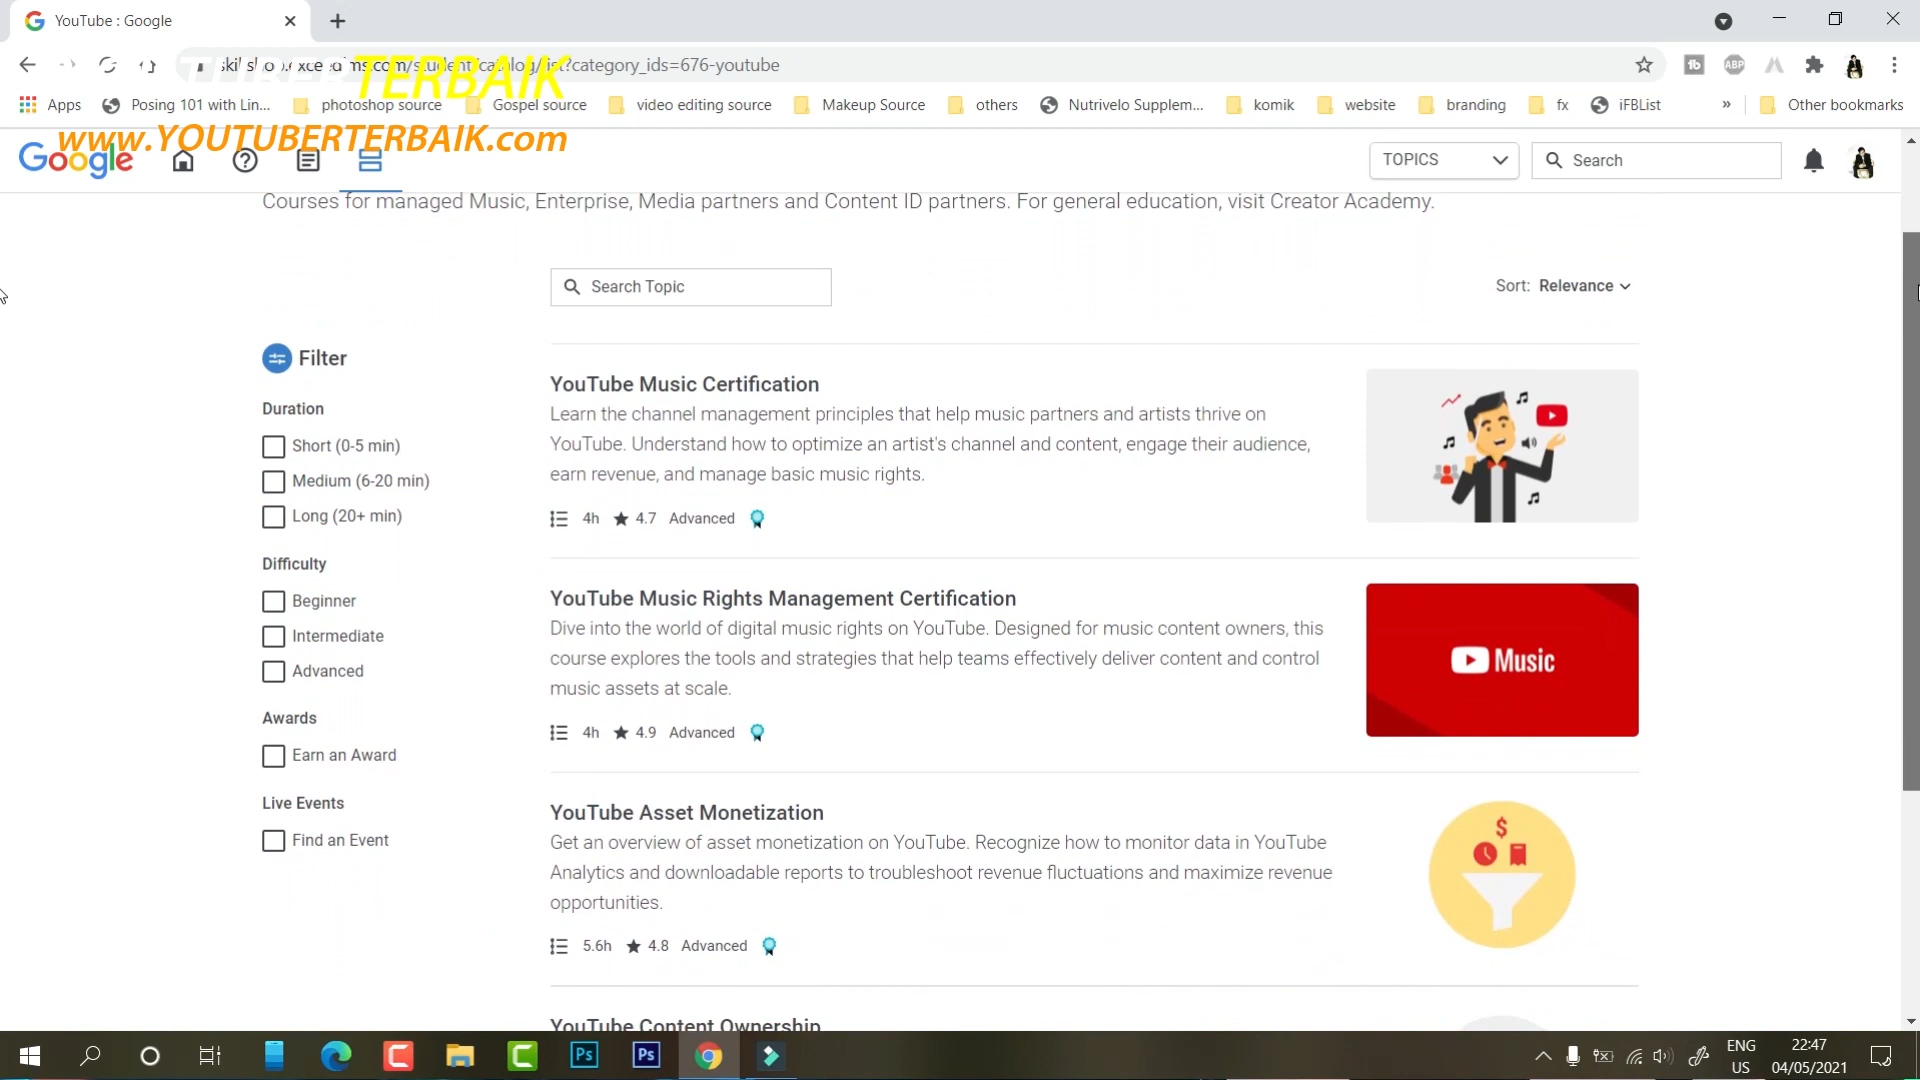 YouTube : Google
TERBAIK
category_ids=676-youtube
Apps Posing 101 with Lin... photoshop source Gospel source video editing source Makeup Source others Nutrivelo Supplem... komik website branding fx iFBList » Other bookmarks
www.YOUTUBERTERBAIK.com
Google TOPICS Search
Courses for managed Music, Enterprise, Media partners and Content ID partners. For general education, visit Creator Academy.
Search Topic
Sort: Relevance
Filter
Duration
Short (0-5 min)
Medium (6-20 min)
Long (20+ min)
Difficulty
Beginner
Intermediate
Advanced
Awards
Earn an Award
Live Events
Find an Event
YouTube Music Certification
Learn the channel management principles that help music partners and artists thrive on
YouTube. Understand how to optimize an artist's channel and content, engage their audience,
earn revenue, and manage basic music rights.
4h 4.7 Advanced
YouTube Music Rights Management Certification
Dive into the world of digital music rights on YouTube. Designed for music content owners, this
course explores the tools and strategies that help teams effectively deliver content and control
music assets at scale.
4h 4.9 Advanced
Music
YouTube Asset Monetization
Get an overview of asset monetization on YouTube. Recognize how to monitor data in YouTube
Analytics and downloadable reports to troubleshoot revenue fluctuations and maximize revenue
opportunities.
5.6h 4.8 Advanced
$
YouTube Content Ownership
Ps Ps
ENG
US
22:47
04/05/2021